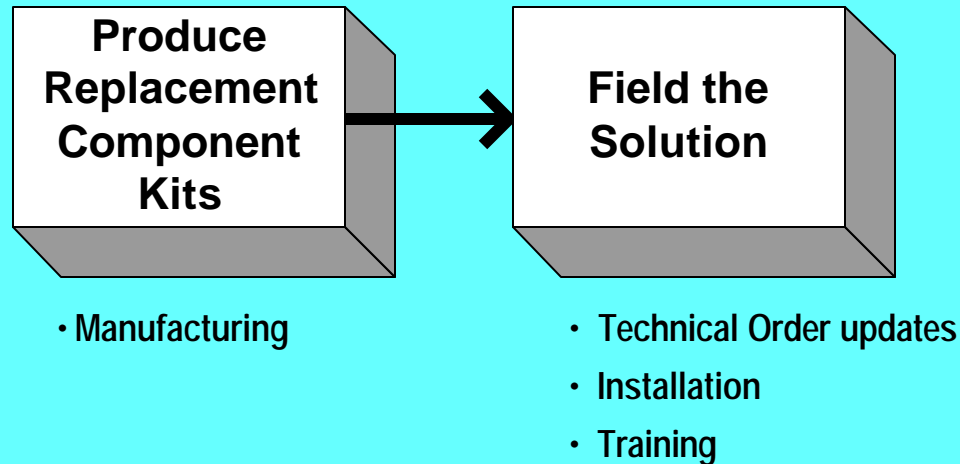 Produce
Replacement
Component
Kits
Field the
Solution
• Manufacturing
• Technical Order updates
• Installation
• Training